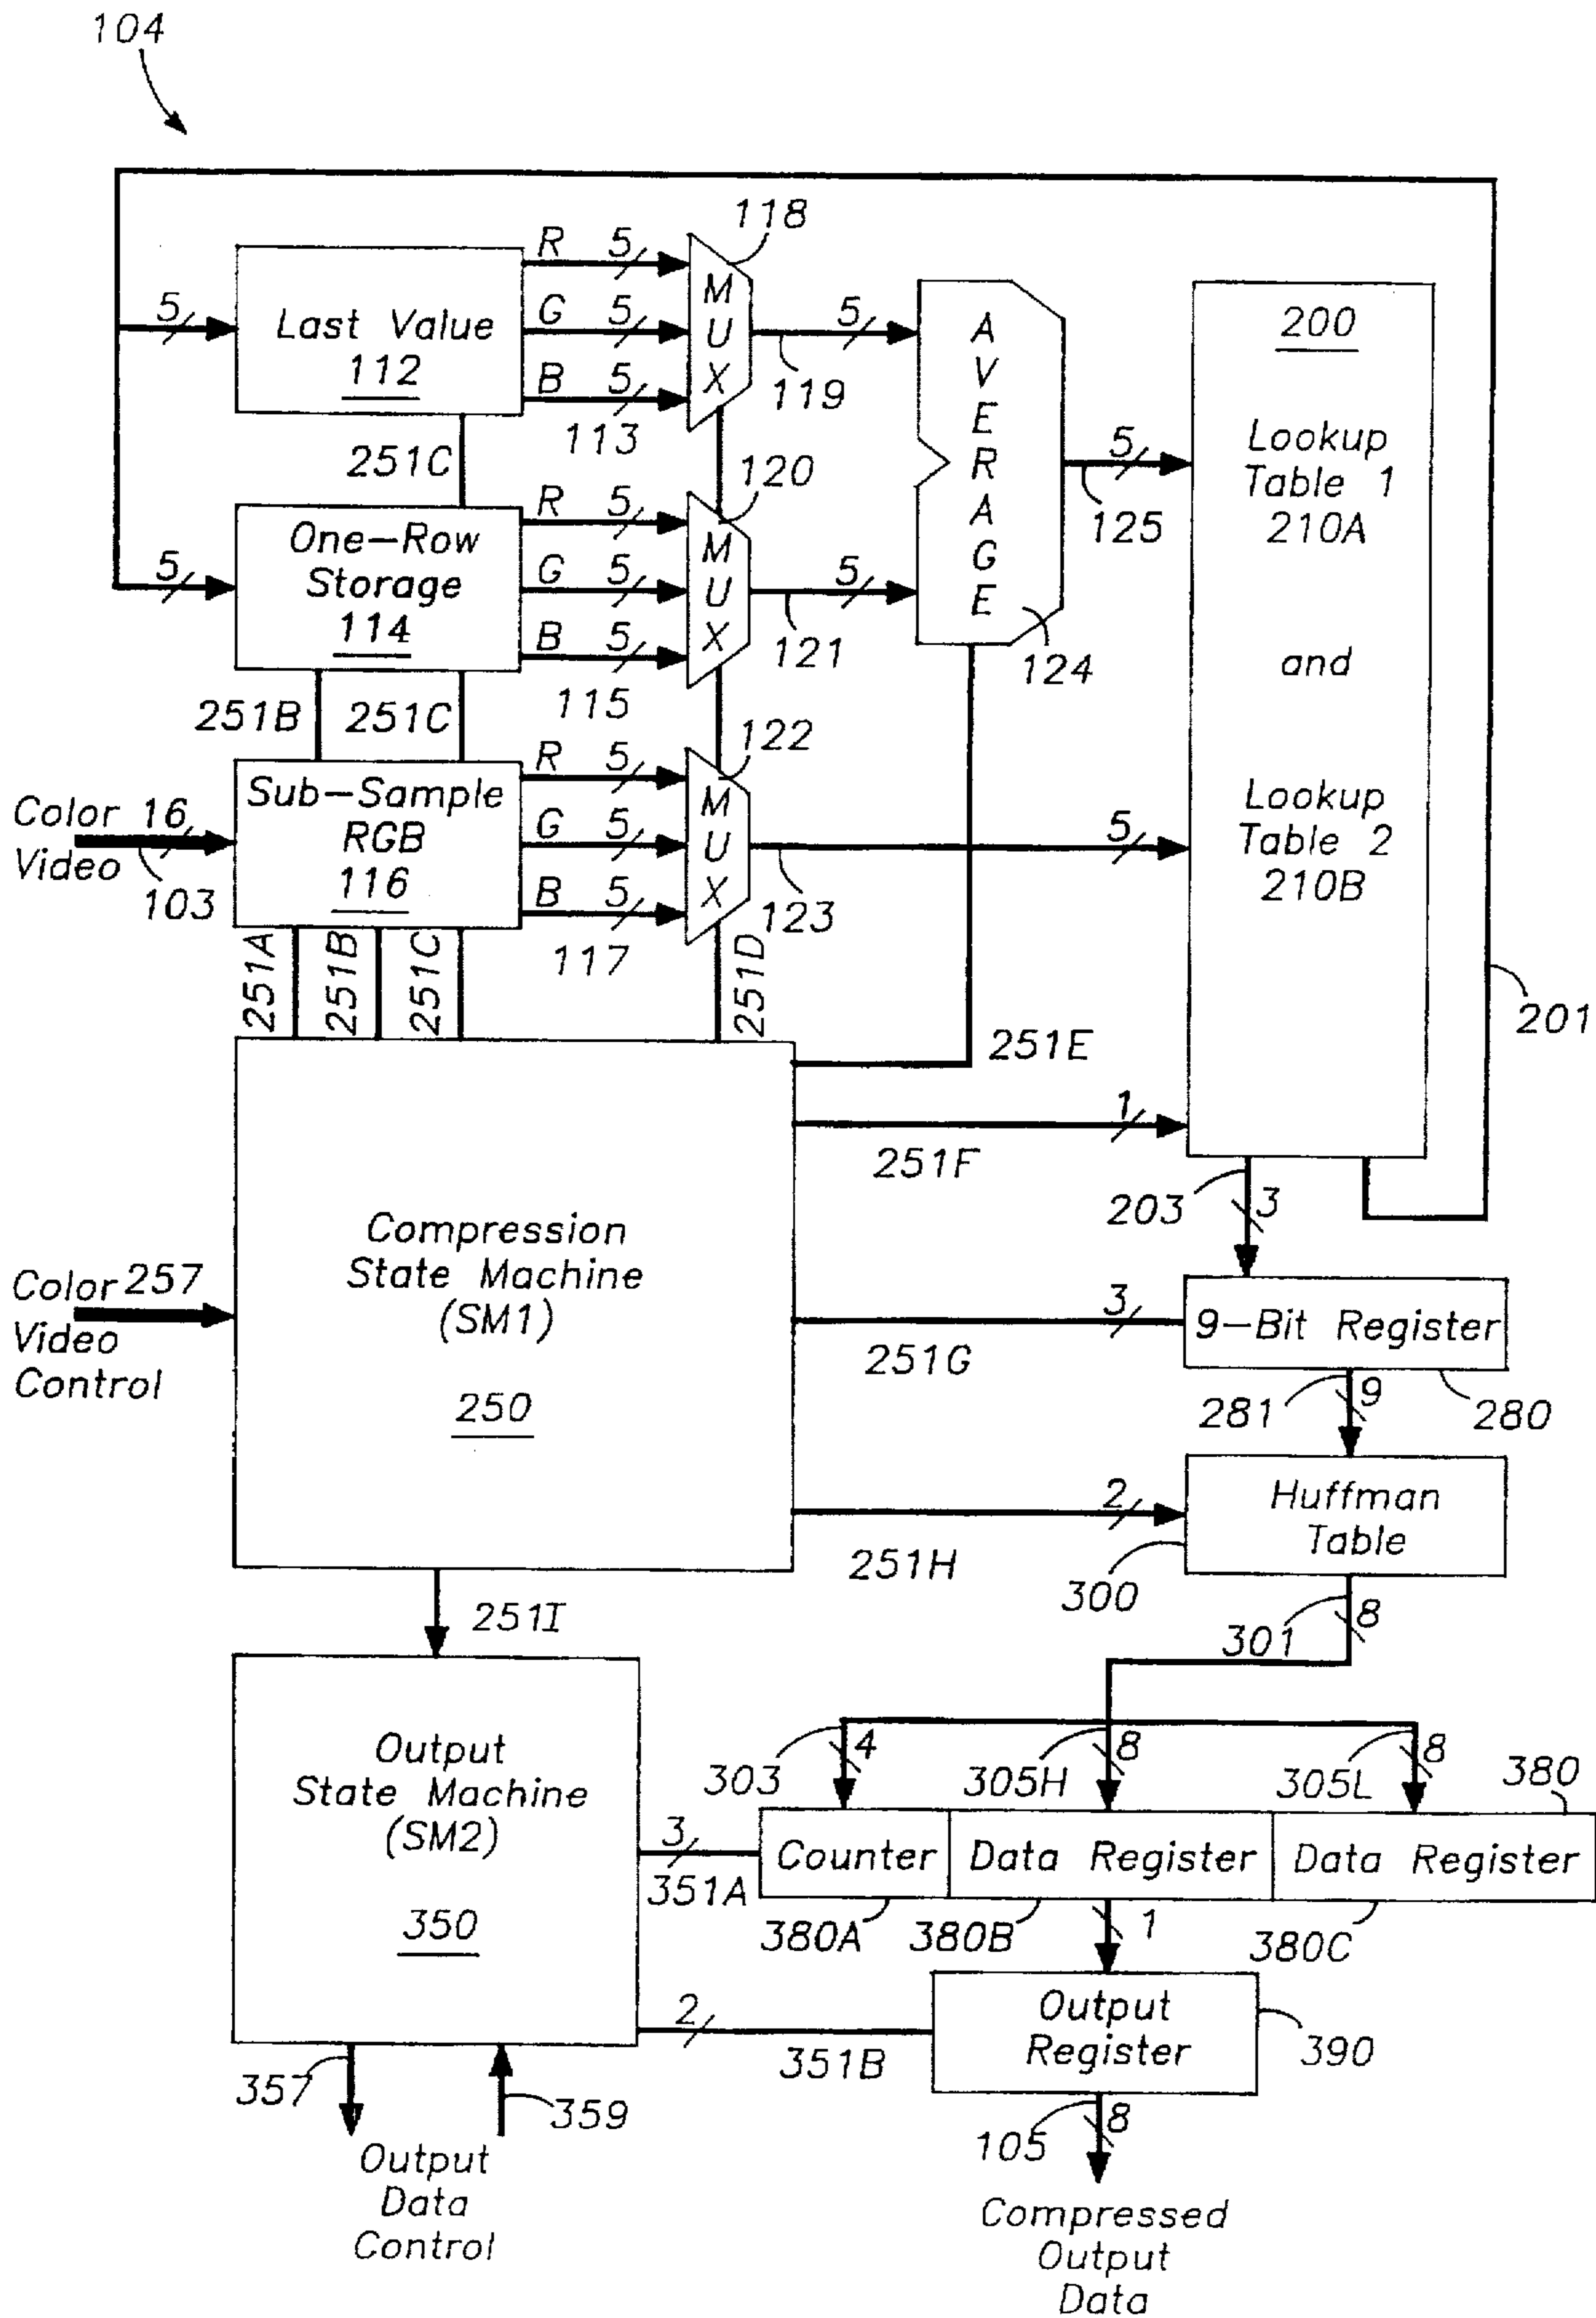 104
118
R 5
5
Last Value
112
G 5
B 5
113
MUX
5
119
251C
120
R 5
5
One-Row
Storage
114
G 5
B 5
115
MUX
5
121
AVERAGE
124
5
125
200
Lookup
Table 1
210A
and
Lookup
Table 2
210B
251B
251C
122
R 5
Color 16
Video
103
Sub-Sample
RGB
116
G 5
B 5
117
MUX
5
123
251A
251B
251C
251D
201
251E
1
251F
203
3
Compression
State Machine
(SM1)
250
Color 257
Video
Control
3
251G
9-Bit Register
281
9
280
2
251H
Huffman
Table
300
301
8
251I
Output
State Machine
(SM2)
350
303
4
305H
8
305L
8
380
3
351A
Counter
Data Register
Data Register
380A
380B
1
380C
2
351B
Output
Register
390
357
359
105
8
Output
Data
Control
Compressed
Output
Data